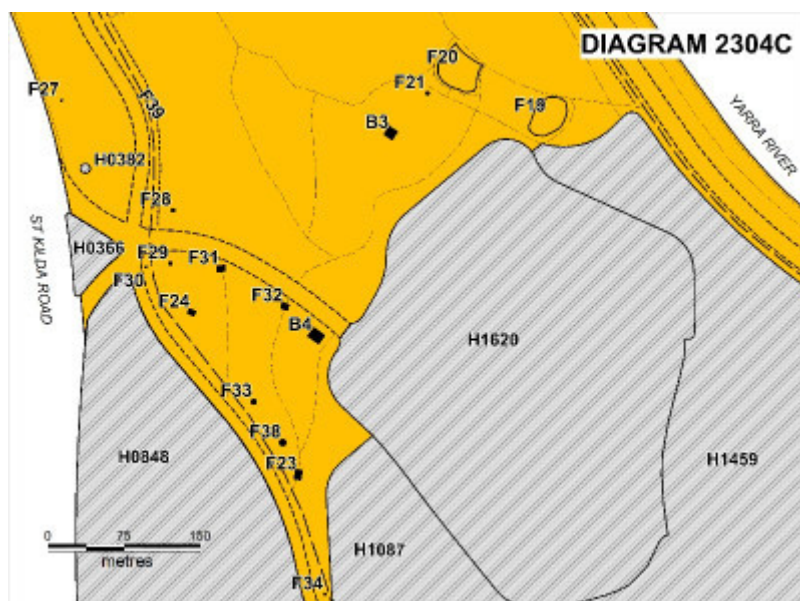 DIAGRAM 2304C
F20
F27
F21
F39
F19
B3
YARRA RIVER
H0382
F28
ST KILDA ROAD
H0366
F29
F31
F30
F24
F32
B4
H1620
F33
F38
F23
H0848
H1459
0 75 150
metres
H1087
F34